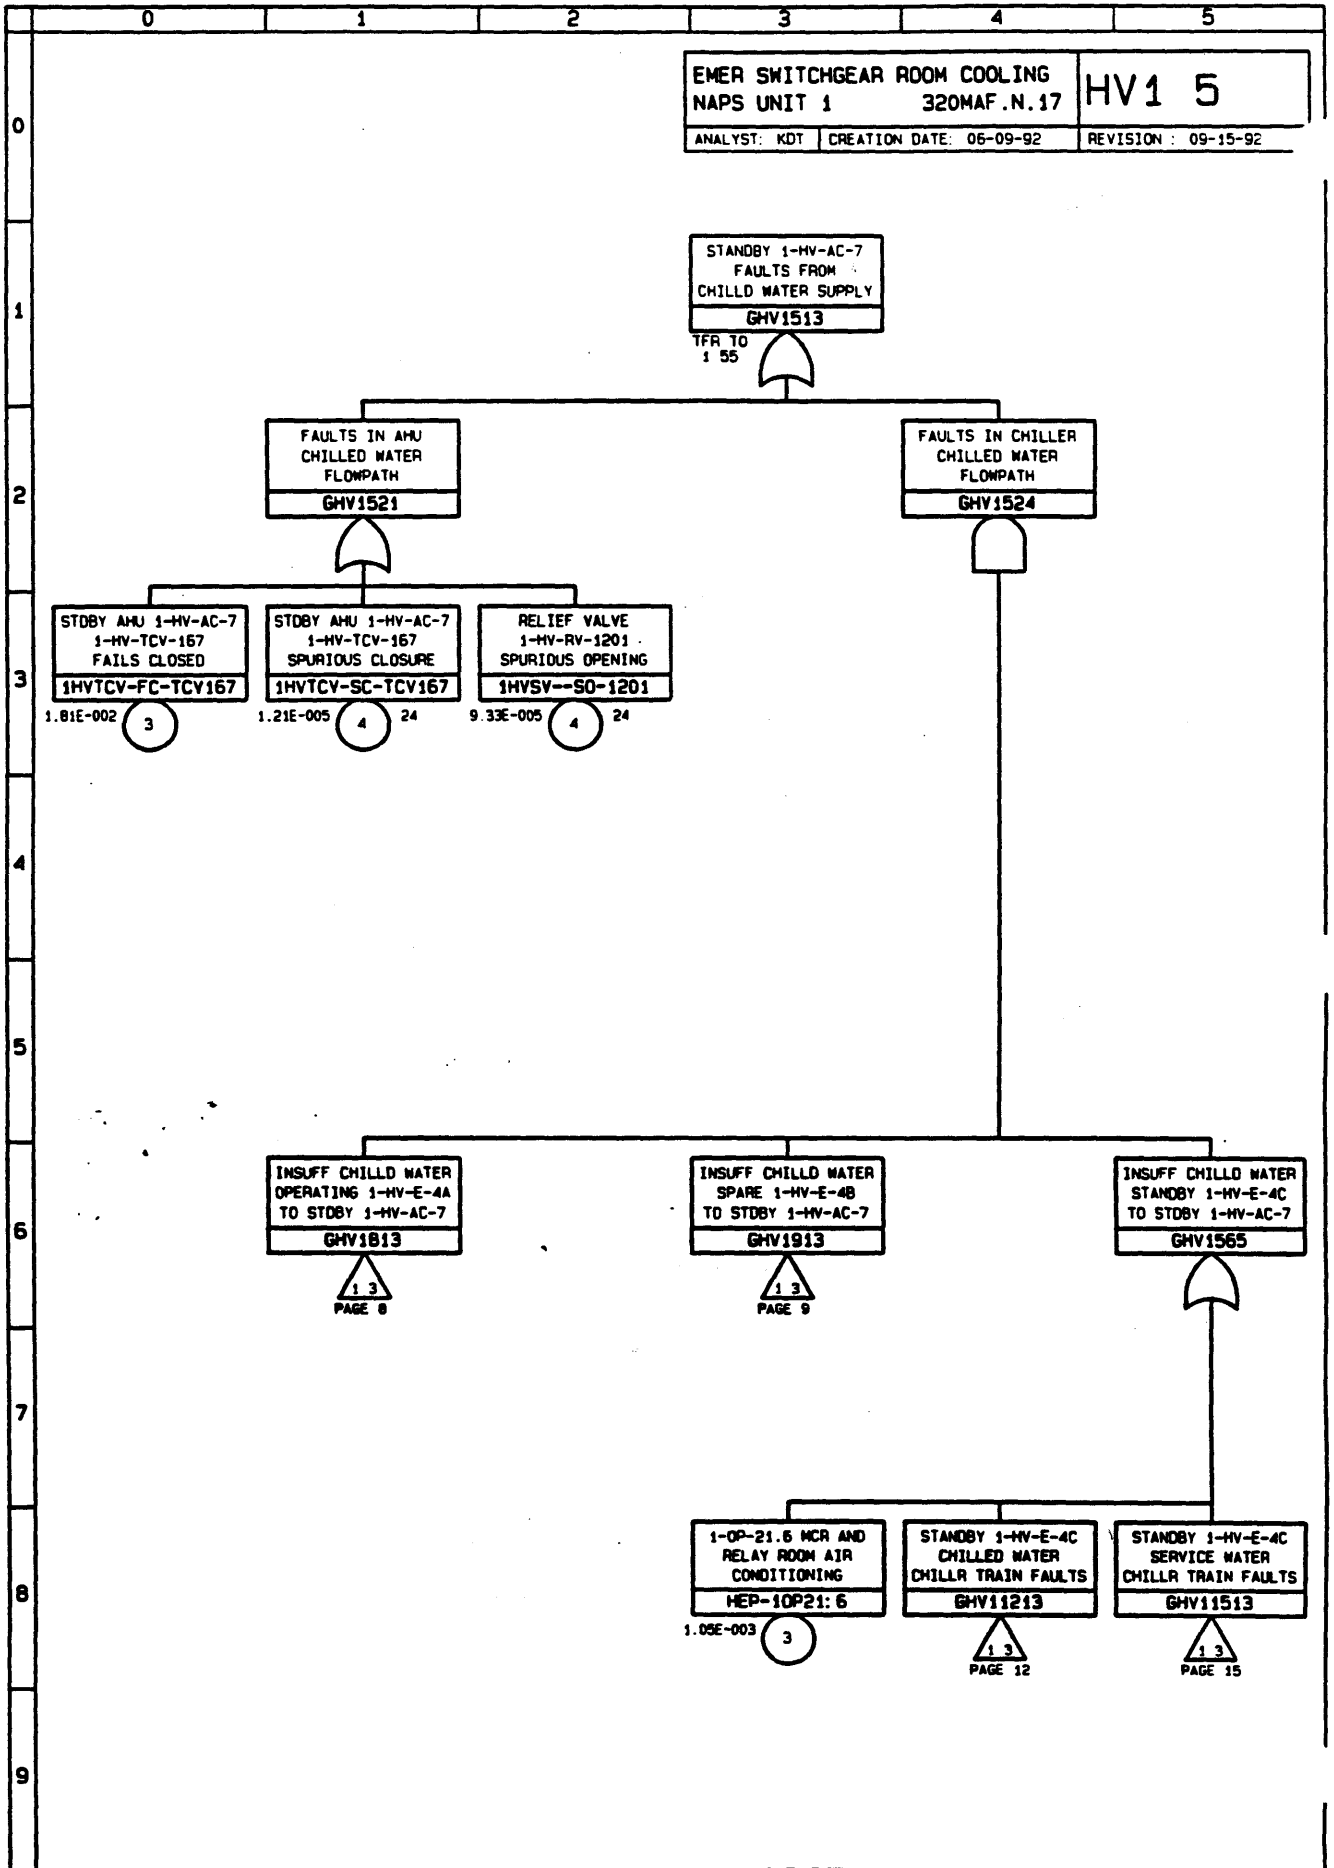 0 1 2 3 4 5
EMER SWITCHGEAR ROOM COOLING
NAPS UNIT 1 320MAF.N.17
HV1 5
ANALYST: KDT CREATION DATE: 06-09-92 REVISION : 09-15-92
0
STANDBY 1-HV-AC-7
FAULTS FROM
CHILLD WATER SUPPLY
GHV1513
TFR TO
1 55
1
FAULTS IN AHU
CHILLED WATER
FLOWPATH
GHV1521
FAULTS IN CHILLER
CHILLED WATER
FLOWPATH
GHV1524
2
STDBY AHU 1-HV-AC-7
1-HV-TCV-167
FAILS CLOSED
1HVTCV-FC-TCV167
1.81E-002 3
STDBY AHU 1-HV-AC-7
1-HV-TCV-167
SPURIOUS CLOSURE
1HVTCV-SC-TCV167
1.21E-005 4 24
RELIEF VALVE
1-HV-RV-1201
SPURIOUS OPENING
1HVSV--SO-1201
9.33E-005 4 24
3
4
5
INSUFF CHILLD WATER
OPERATING 1-HV-E-4A
TO STDBY 1-HV-AC-7
GHV1813
1 3
PAGE 8
INSUFF CHILLD WATER
SPARE 1-HV-E-4B
TO STDBY 1-HV-AC-7
GHV1913
1 3
PAGE 9
INSUFF CHILLD WATER
STANDBY 1-HV-E-4C
TO STDBY 1-HV-AC-7
GHV1565
6
7
1-OP-21.6 MCR AND
RELAY ROOM AIR
CONDITIONING
HEP-1OP21:6
1.05E-003 3
STANDBY 1-HV-E-4C
CHILLED WATER
CHILLR TRAIN FAULTS
GHV11213
1 3
PAGE 12
STANDBY 1-HV-E-4C
SERVICE WATER
CHILLR TRAIN FAULTS
GHV11513
1 3
PAGE 15
8
9